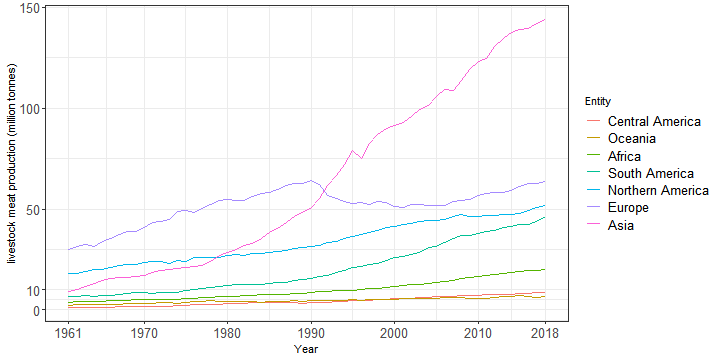 150
100
50
10
0
livestock meat production (million tonnes)
1961 1970 1980 1990 2000 2010 2018
Year
Entity
Central America
Oceania
Africa
South America
Northern America
Europe
Asia